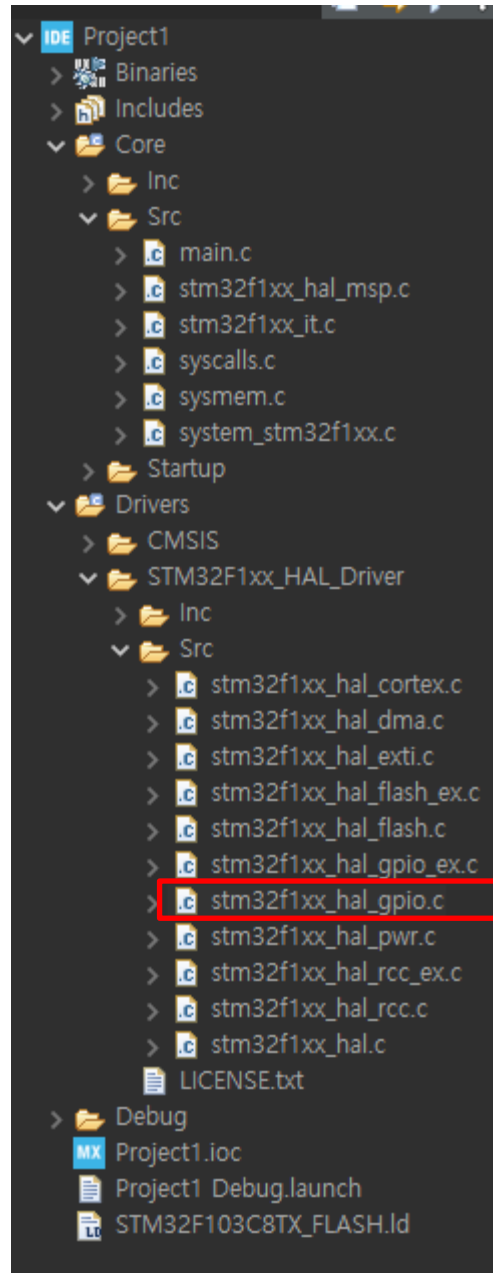 IDE Project1
Binaries
Includes
Core
Inc
Src
.c main.c
.c stm32f1xx_hal_msp.c
.c stm32f1xx_it.c
.c syscalls.c
.c sysmem.c
.c system_stm32f1xx.c
Startup
Drivers
CMSIS
STM32F1xx_HAL_Driver
Inc
Src
.c stm32f1xx_hal_cortex.c
.c stm32f1xx_hal_dma.c
.c stm32f1xx_hal_exti.c
.c stm32f1xx_hal_flash_ex.c
.c stm32f1xx_hal_flash.c
.c stm32f1xx_hal_gpio_ex.c
.c stm32f1xx_hal_gpio.c
.c stm32f1xx_hal_pwr.c
.c stm32f1xx_hal_rcc_ex.c
.c stm32f1xx_hal_rcc.c
.c stm32f1xx_hal.c
LICENSE.txt
Debug
MX Project1.ioc
Project1 Debug.launch
LD STM32F103C8TX_FLASH.ld